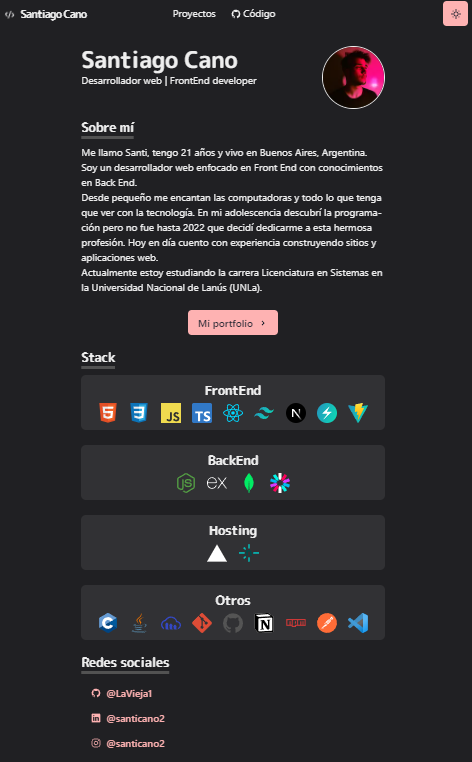 Santiago Cano
Proyectos
Código
Santiago Cano
Desarrollador web | FrontEnd developer
Sobre mí
Me llamo Santi, tengo 21 años y vivo en Buenos Aires, Argentina.
Soy un desarrollador web enfocado en Front End con conocimientos
en Back End.
Desde pequeño me encantan las computadoras y todo lo que tenga
que ver con la tecnología. En mi adolescencia descubrí la programa-
ción pero no fue hasta 2022 que decidí dedicarme a esta hermosa
profesión. Hoy en día cuento con experiencia construyendo sitios y
aplicaciones web.
Actualmente estoy estudiando la carrera Licenciatura en Sistemas en
la Universidad Nacional de Lanús (UNLa).
Mi portfolio
Stack
FrontEnd
JS
TS
N
BackEnd
JS
ex
Hosting
Otros
C
N
npm
Redes sociales
@LaVieja1
@santicano2
@santicano2